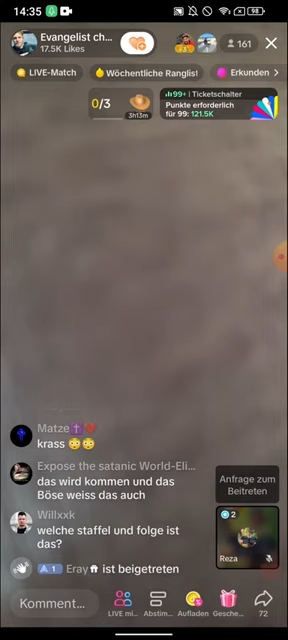 14:35
98
Evangelist ch...
17.5K Likes
161
LIVE-Match
Wöchentliche Ranglis!
Erkunden
0/3
3h13m
99+ | Ticketschalter
Punkte erforderlich
für 99: 121.5K
Matze
krass
Expose the satanic World-Eli...
das wird kommen und das
Böse weiss das auch
Willxxk
welche staffel und folge ist
das?
1 Eray ist beigetreten
Anfrage zum
Beitreten
2
Reza
Komment...
LIVE mi...
Abstim...
Aufladen
Gesche...
72